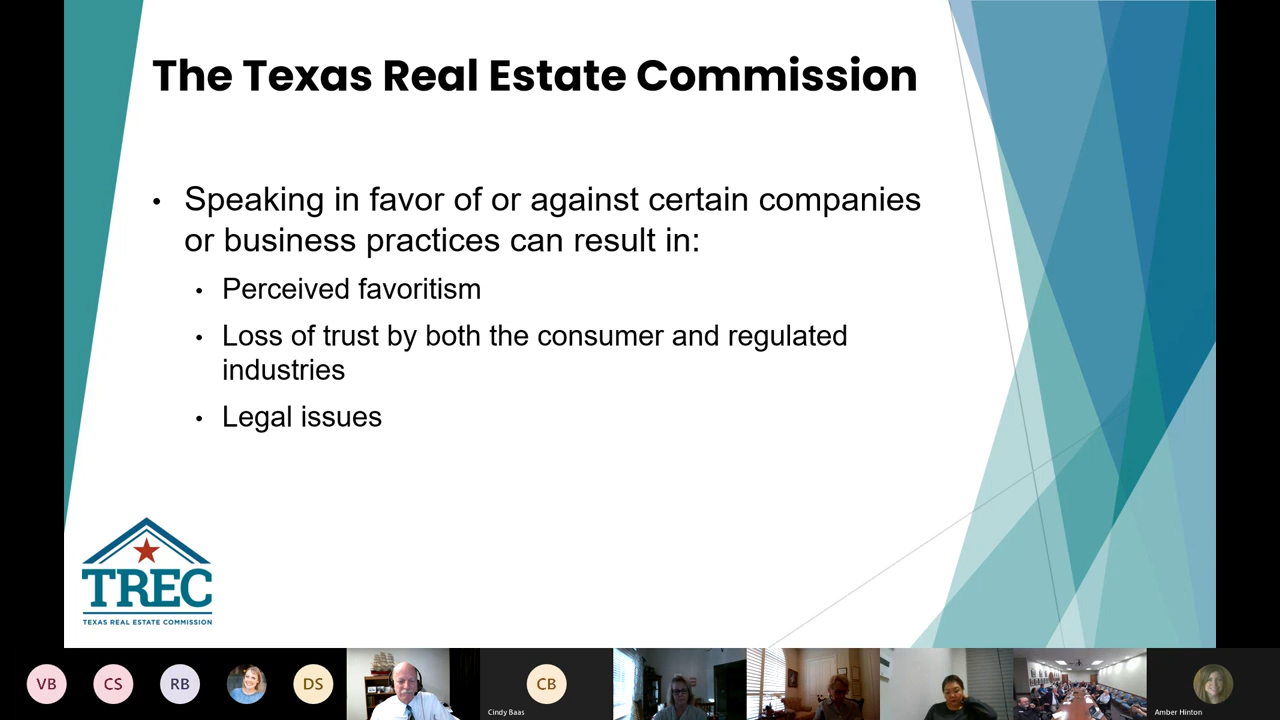 The Texas Real Estate Commission
• Speaking in favor of or against certain companies
or business practices can result in:
• Perceived favoritism
• Loss of trust by both the consumer and regulated
industries
• Legal issues
TREC
TEXAS REAL ESTATE COMMISSION
VB
CS
RB
DS
CB
Cindy Baas
Amber Hinton